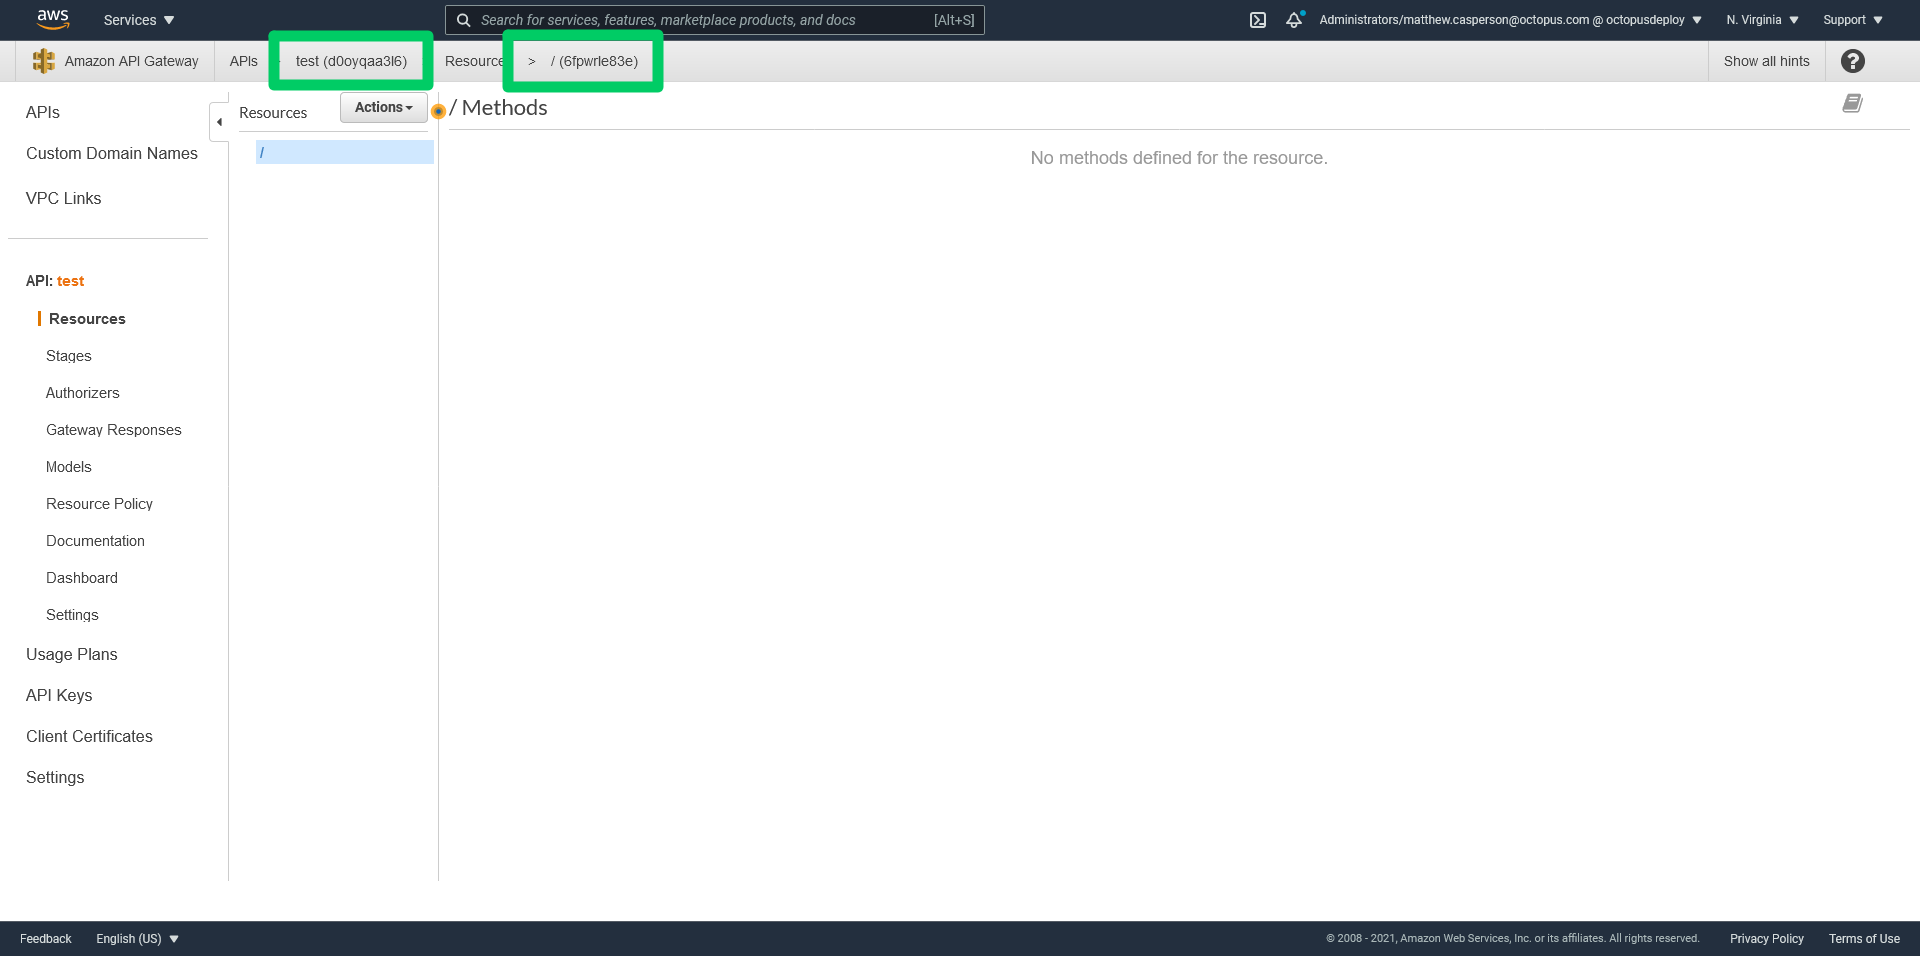 aws Services Search for services, features, marketplace products, and docs [Alt+S] Administrators/matthew.casperson@octopus.com @ octopusdeploy N. Virginia Support
Amazon API Gateway APIs test (d0oyqaa3l6) Resource > / (6fpwrle83e) Show all hints ?
APIs
Custom Domain Names
VPC Links
API: test
Resources
Stages
Authorizers
Gateway Responses
Models
Resource Policy
Documentation
Dashboard
Settings
Usage Plans
API Keys
Client Certificates
Settings
Resources Actions
/
/ Methods
No methods defined for the resource.
Feedback English (US) © 2008 - 2021, Amazon Web Services, Inc. or its affiliates. All rights reserved. Privacy Policy Terms of Use